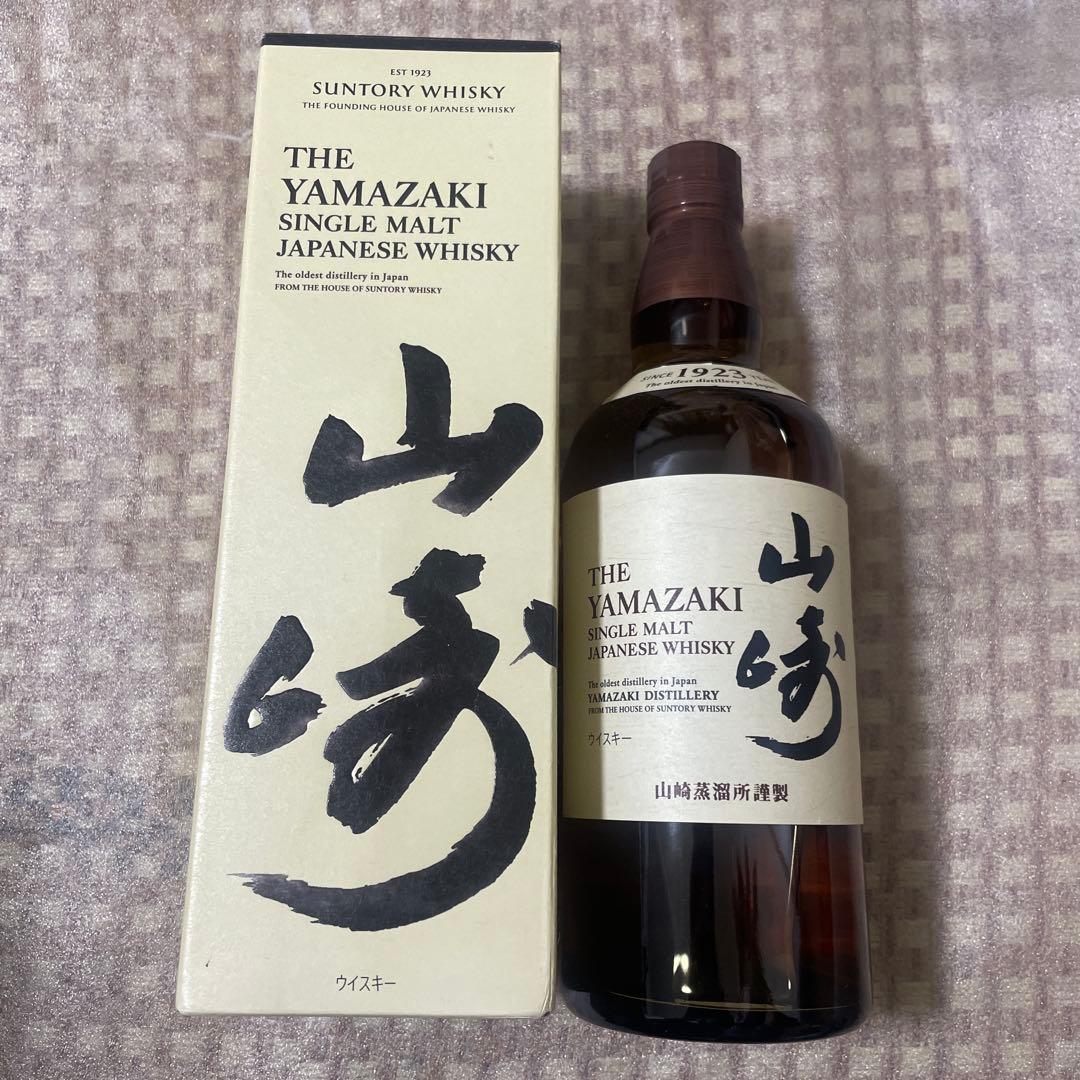 EST 1923
SUNTORY WHISKY
THE FOUNDING HOUSE OF JAPANESE WHISKY
THE
YAMAZAKI
SINGLE MALT
JAPANESE WHISKY
The oldest distillery in Japan
FROM THE HOUSE OF SUNTORY WHISKY
山崎
ウイスキー
SINCE 1923
The oldest distillery in Japan
THE
YAMAZAKI
SINGLE MALT
JAPANESE WHISKY
The oldest distillery in Japan
YAMAZAKI DISTILLERY
FROM THE HOUSE OF SUNTORY WHISKY
ウイスキー
山崎
山崎蒸溜所謹製